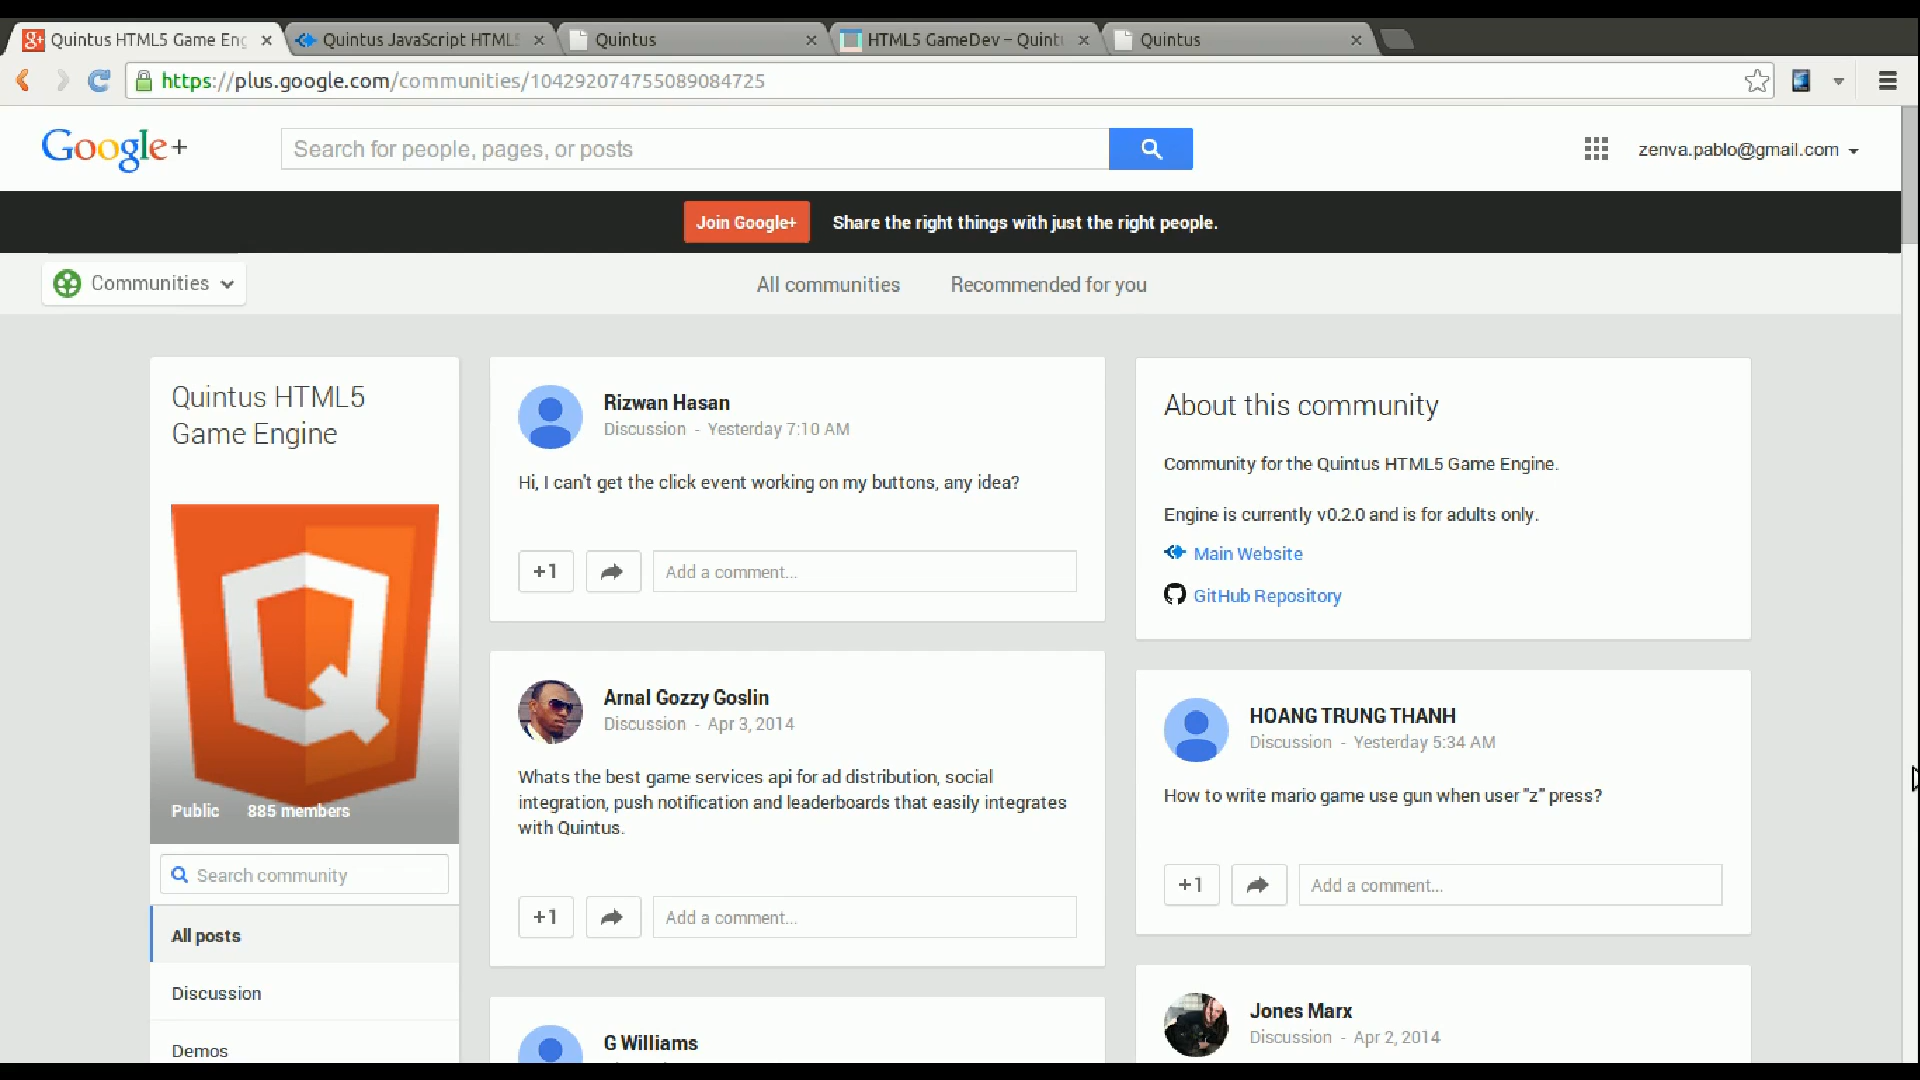 Quintus HTML5 Game Eng
Quintus JavaScript HTML5
Quintus
HTML5 GameDev – Quint
Quintus
https://plus.google.com/communities/104292074755089084725
Google+
Search for people, pages, or posts
zenva.pablo@gmail.com
Join Google+
Share the right things with just the right people.
Communities
All communities
Recommended for you
Quintus HTML5
Game Engine
Public
885 members
Search community
All posts
Discussion
Demos
Rizwan Hasan
Discussion - Yesterday 7:10 AM
Hi, I can't get the click event working on my buttons, any idea?
+1
Add a comment...
Arnal Gozzy Goslin
Discussion - Apr 3, 2014
Whats the best game services api for ad distribution, social
integration, push notification and leaderboards that easily integrates
with Quintus.
+1
Add a comment...
G Williams
About this community
Community for the Quintus HTML5 Game Engine.
Engine is currently v0.2.0 and is for adults only.
Main Website
GitHub Repository
HOANG TRUNG THANH
Discussion - Yesterday 5:34 AM
How to write mario game use gun when user "z" press?
+1
Add a comment...
Jones Marx
Discussion - Apr 2, 2014